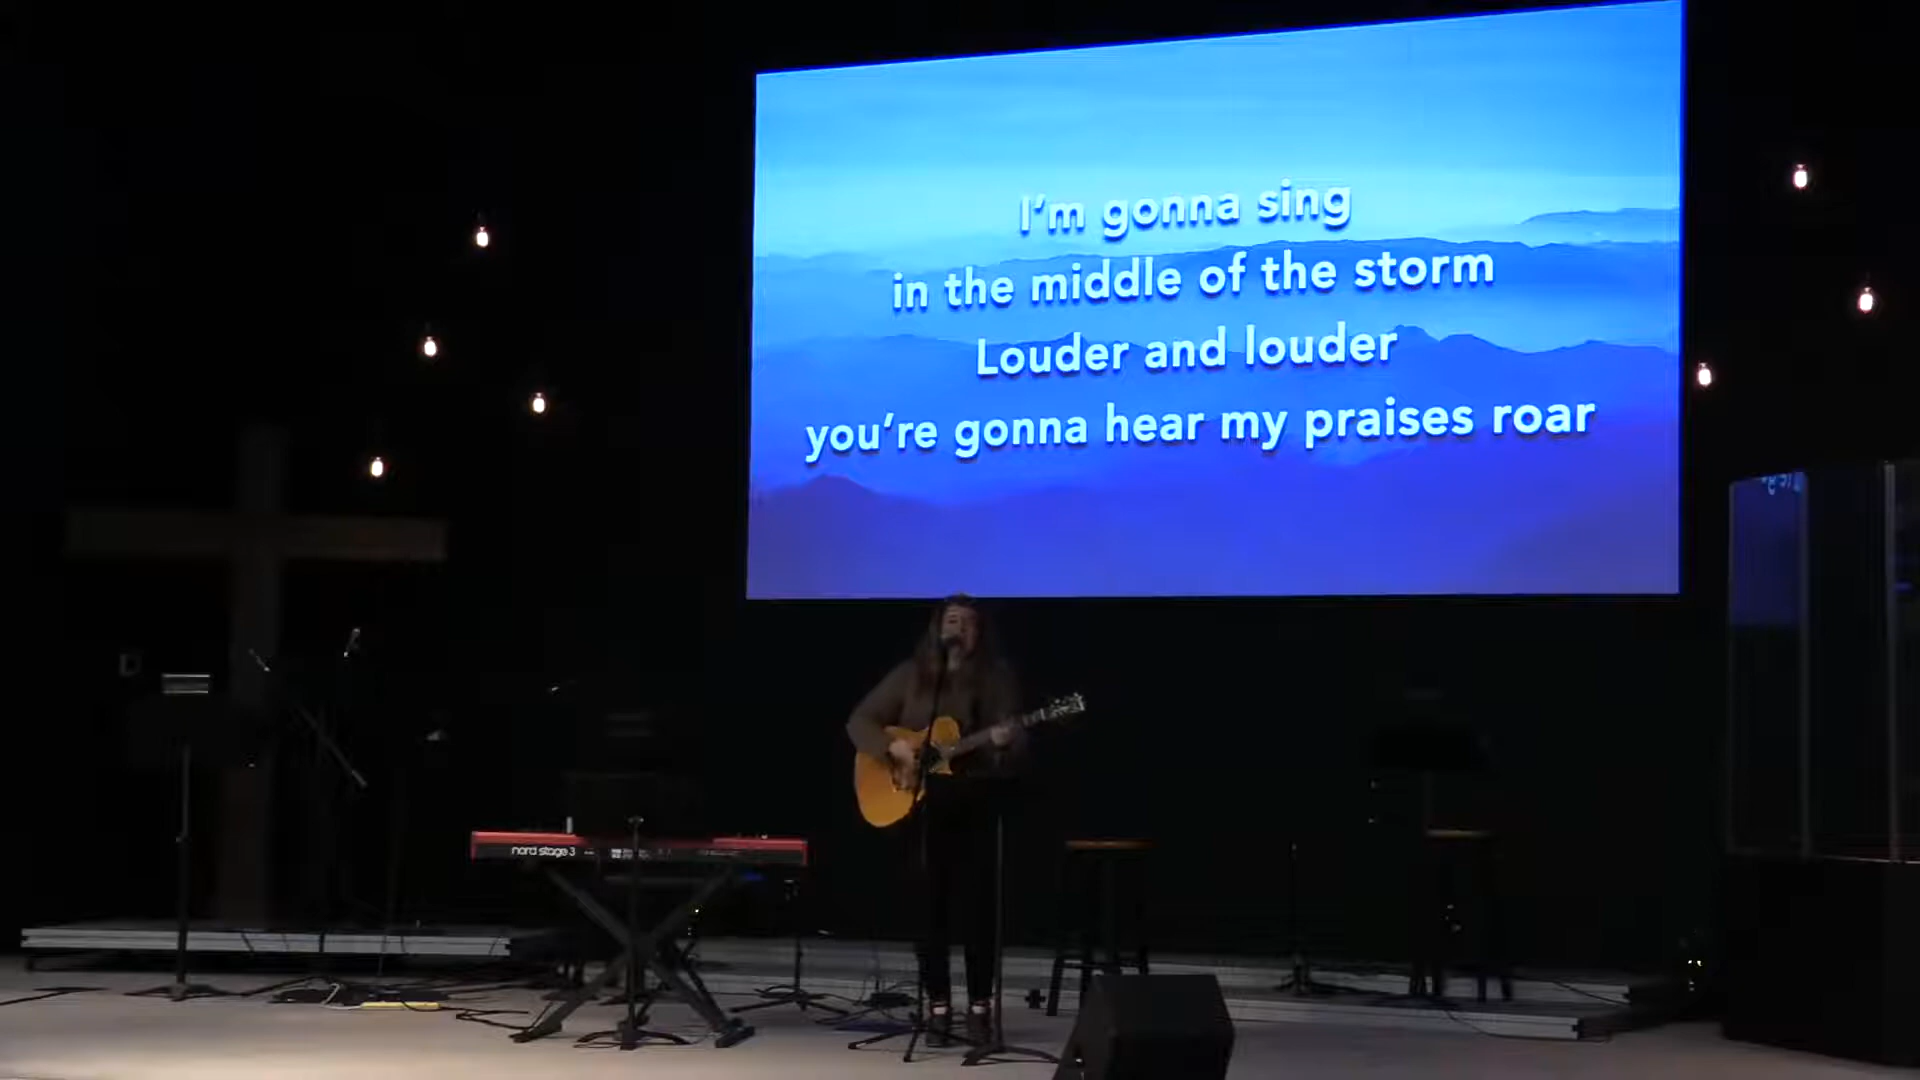 I'm gonna sing
in the middle of the storm
Louder and louder
you're gonna hear my praises roar
nord stage 3